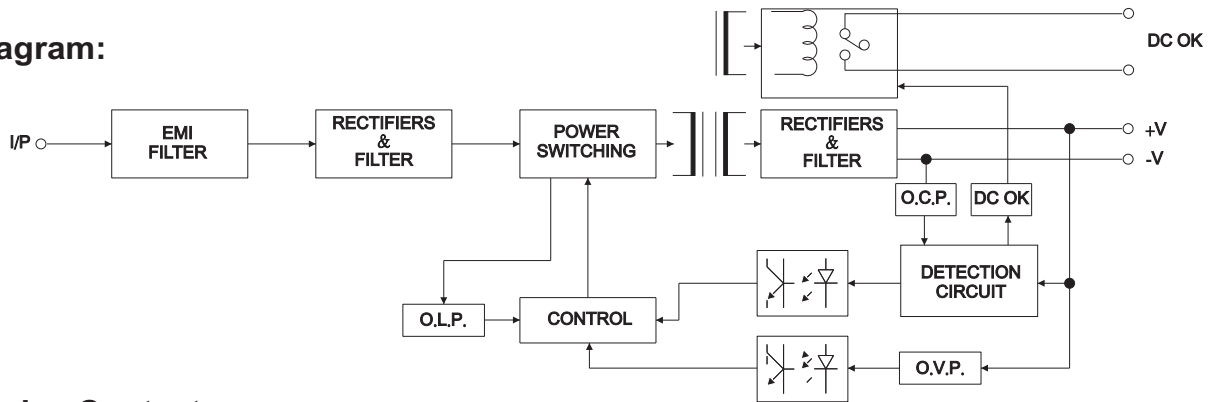 agram:
DC OK
I/P
EMI
FILTER
RECTIFIERS
&
FILTER
POWER
SWITCHING
RECTIFIERS
&
FILTER
+V
-V
O.C.P.
DC OK
DETECTION
CIRCUIT
O.L.P.
CONTROL
O.V.P.